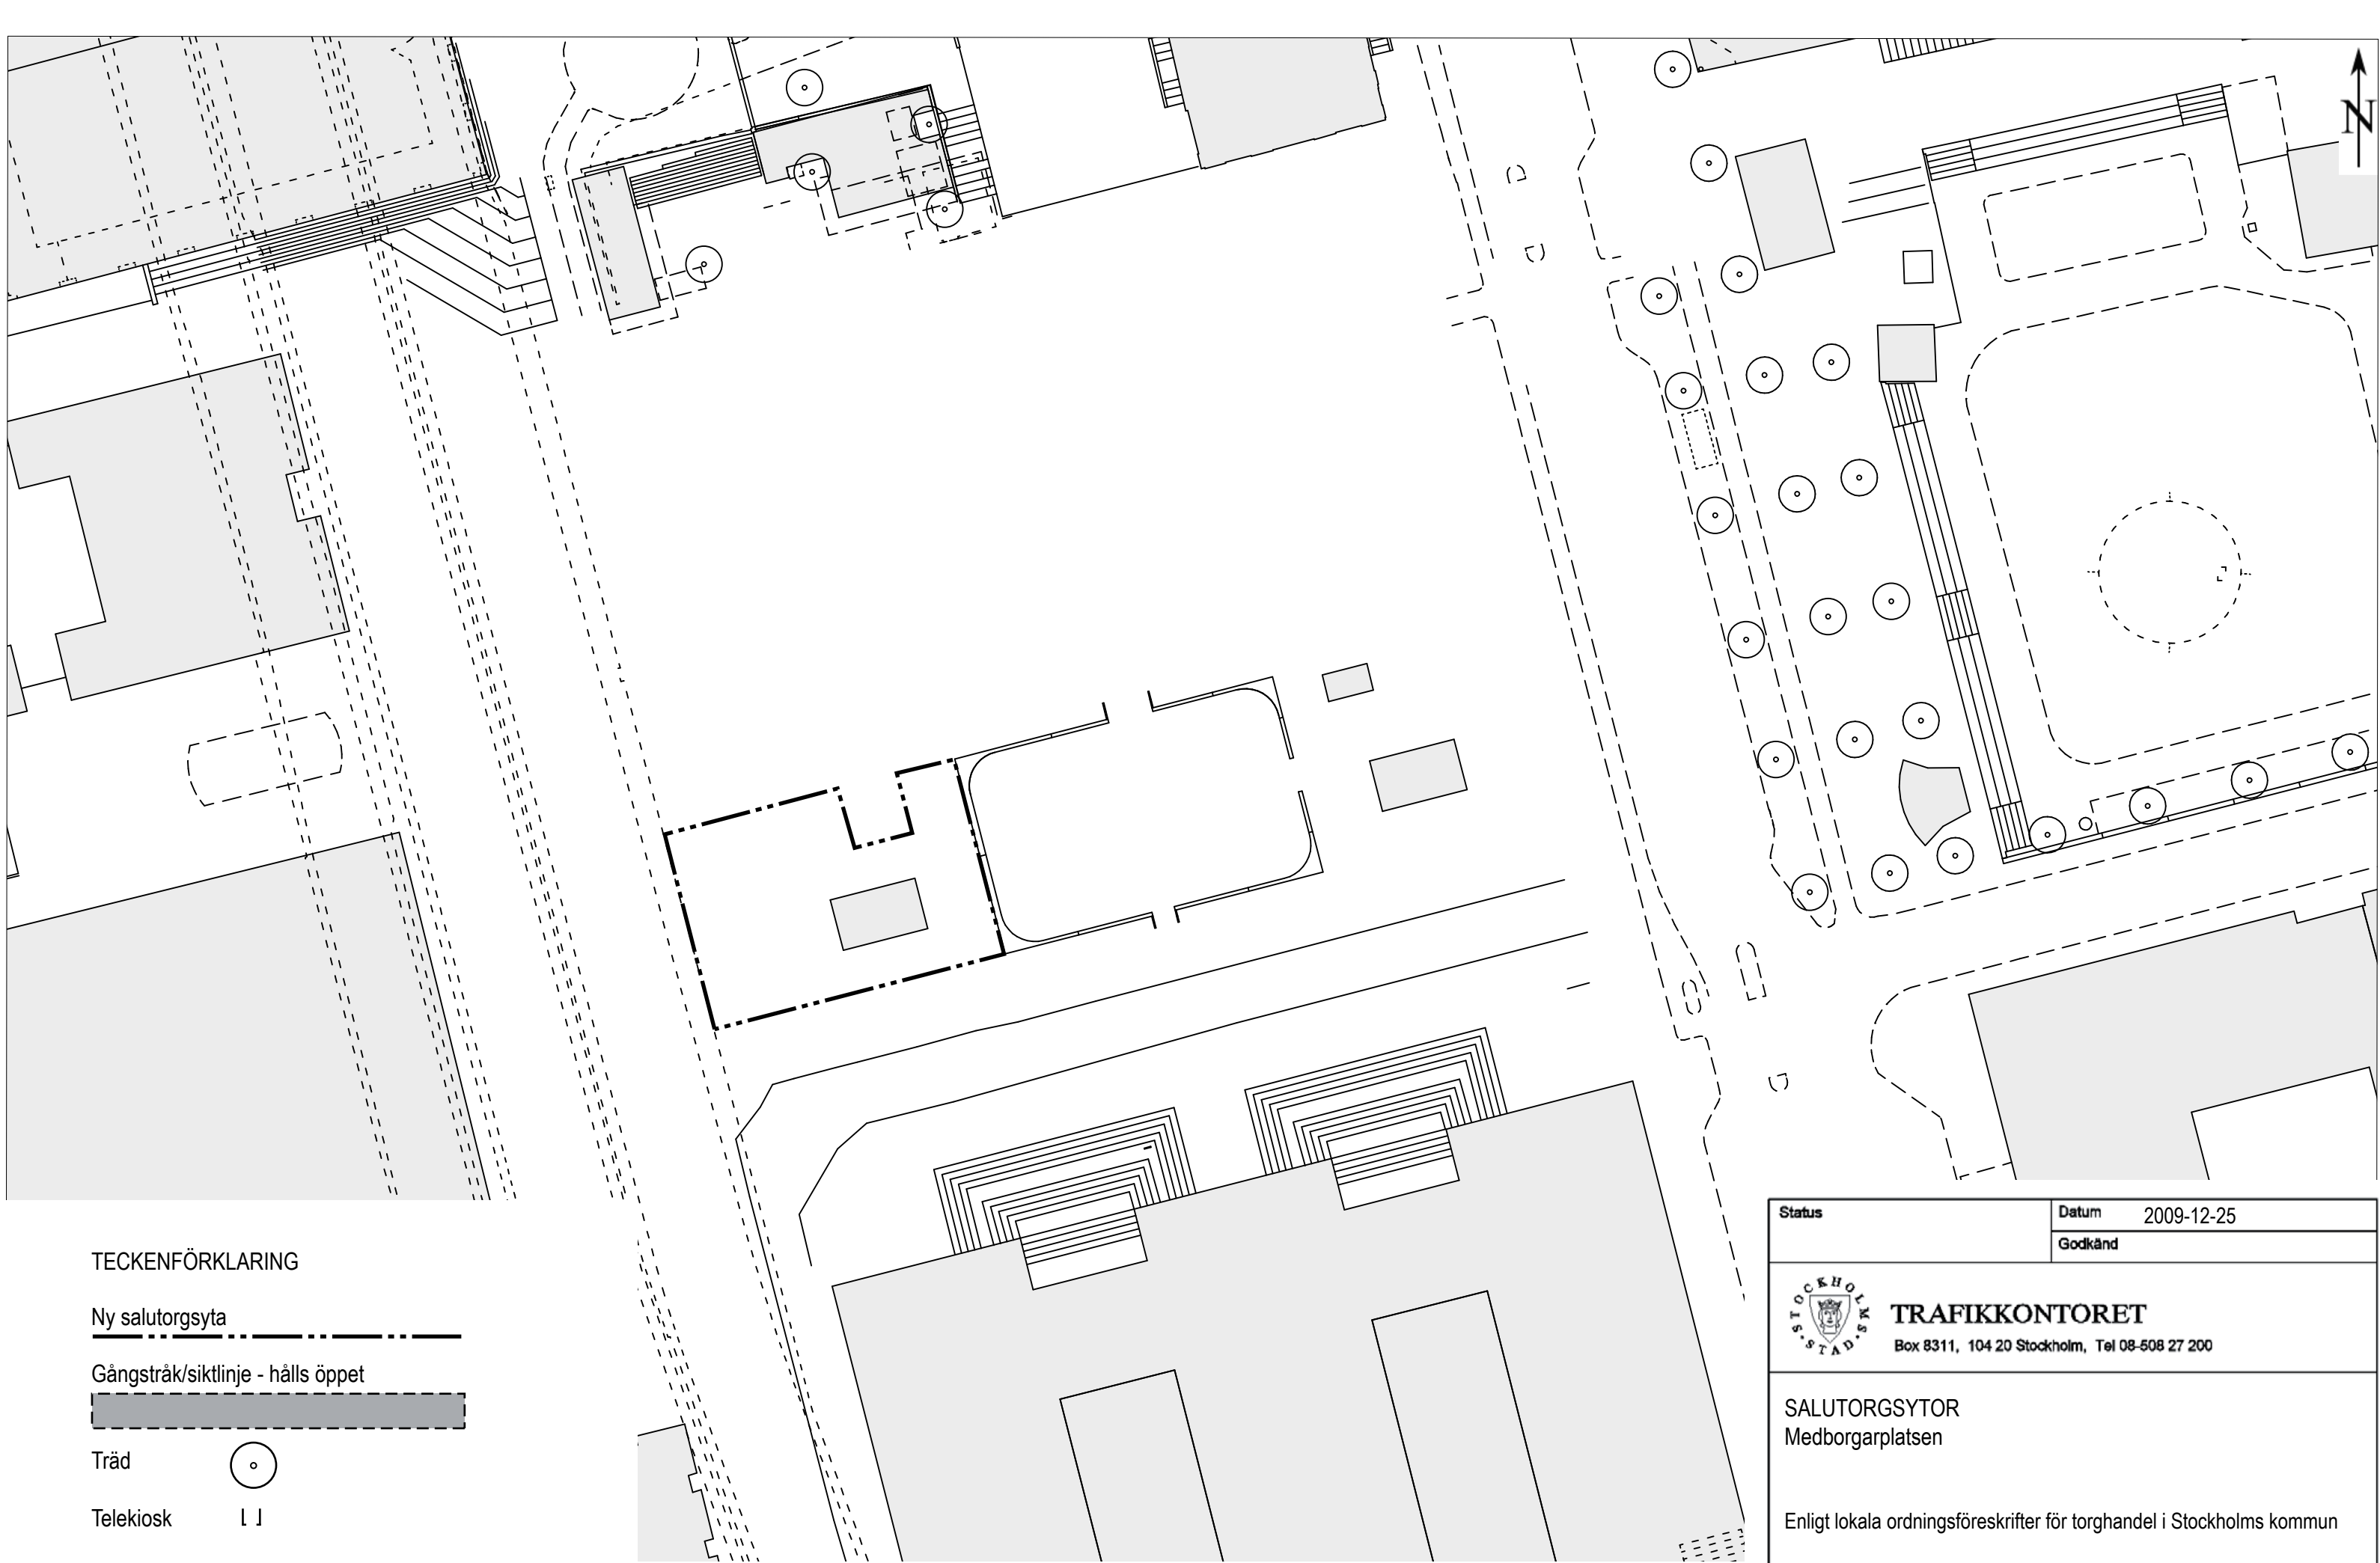 N
TECKENFÖRKLARING
Ny salutorgsyta
Gångstråk/siktlinje - hålls öppet
Träd
Telekiosk
Status
Datum 2009-12-25
Godkänd
STOCKHOLMS STAD
TRAFIKKONTORET
Box 8311, 104 20 Stockholm, Tel 08-508 27 200
SALUTORGSYTOR
Medborgarplatsen
Enligt lokala ordningsföreskrifter för torghandel i Stockholms kommun